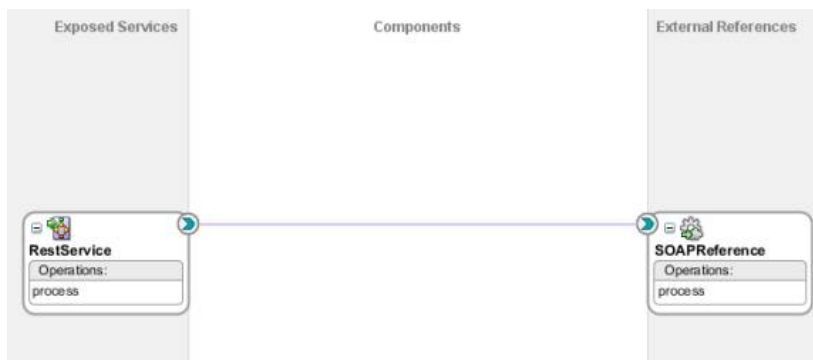 Exposed Services
Components
External References
RestService
Operations:
process
SOAPReference
Operations:
process